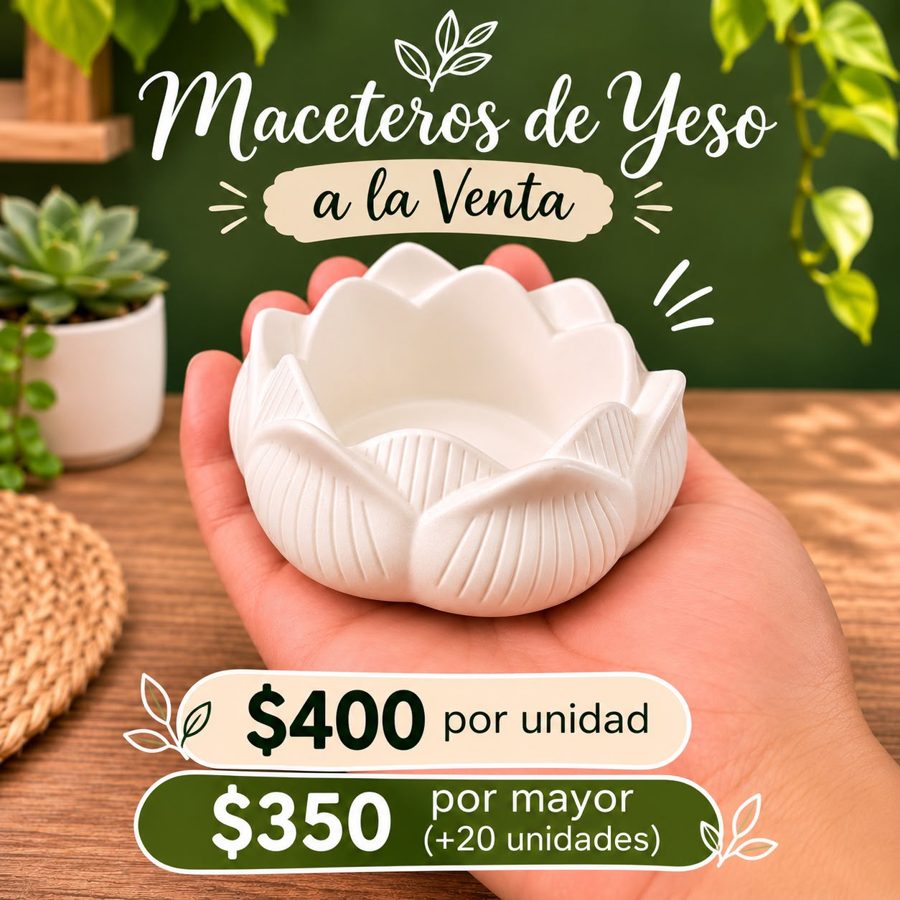 Maceteros de Yeso
a la Venta
$400 por unidad
$350 por mayor
(+20 unidades)